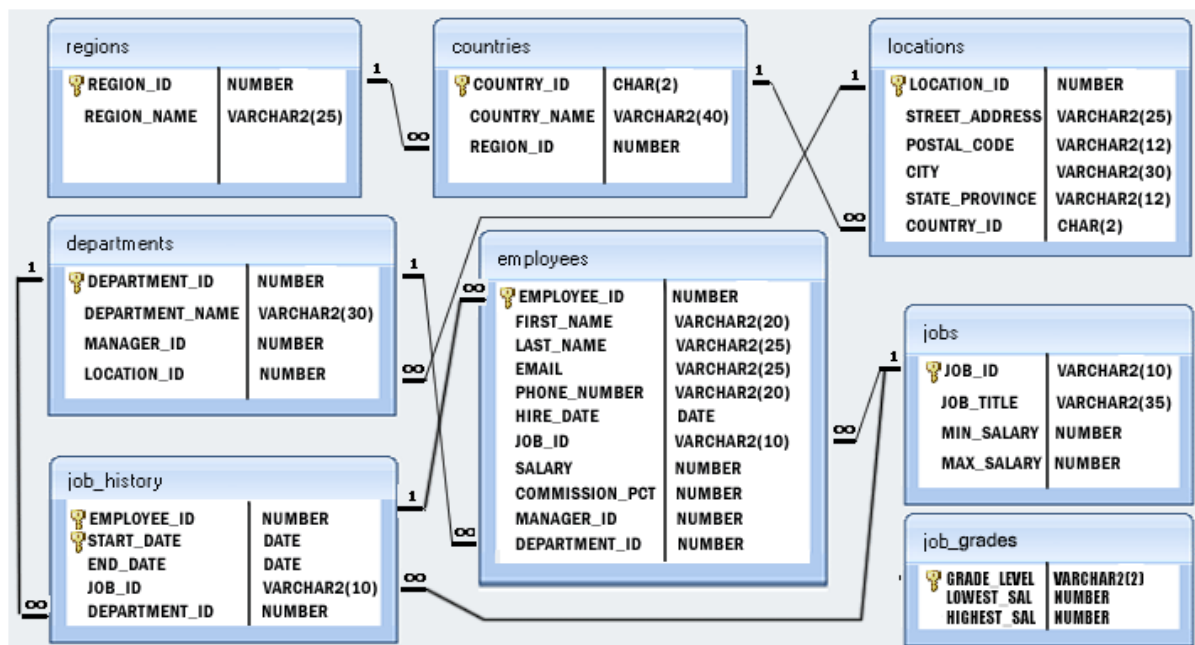 regions
REGION_ID NUMBER
REGION_NAME VARCHAR2(25)
1
∞
countries
COUNTRY_ID CHAR(2)
COUNTRY_NAME VARCHAR2(40)
REGION_ID NUMBER
1
∞
locations
LOCATION_ID NUMBER
STREET_ADDRESS VARCHAR2(25)
POSTAL_CODE VARCHAR2(12)
CITY VARCHAR2(30)
STATE_PROVINCE VARCHAR2(12)
COUNTRY_ID CHAR(2)
1
∞
departments
DEPARTMENT_ID NUMBER
DEPARTMENT_NAME VARCHAR2(30)
MANAGER_ID NUMBER
LOCATION_ID NUMBER
1
1
∞
employees
EMPLOYEE_ID NUMBER
FIRST_NAME VARCHAR2(20)
LAST_NAME VARCHAR2(25)
EMAIL VARCHAR2(25)
PHONE_NUMBER VARCHAR2(20)
HIRE_DATE DATE
JOB_ID VARCHAR2(10)
SALARY NUMBER
COMMISSION_PCT NUMBER
MANAGER_ID NUMBER
DEPARTMENT_ID NUMBER
∞
∞
jobs
JOB_ID VARCHAR2(10)
JOB_TITLE VARCHAR2(35)
MIN_SALARY NUMBER
MAX_SALARY NUMBER
1
job_history
EMPLOYEE_ID NUMBER
START_DATE DATE
END_DATE DATE
JOB_ID VARCHAR2(10)
DEPARTMENT_ID NUMBER
1
∞
∞
job_grades
GRADE_LEVEL VARCHAR2(2)
LOWEST_SAL NUMBER
HIGHEST_SAL NUMBER